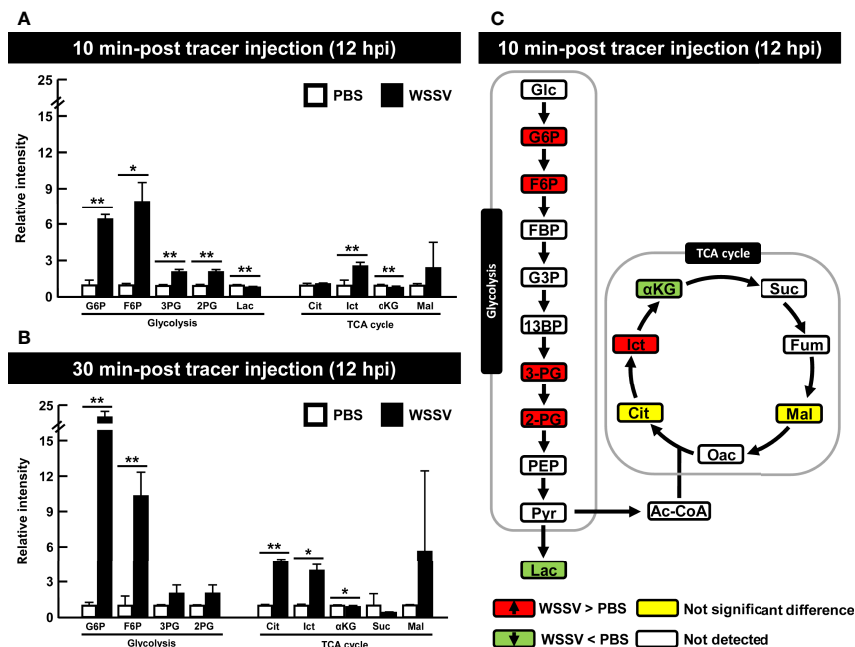 A
10 min-post tracer injection (12 hpi)
Relative intensity
25
15
12
9
6
3
0
PBS
WSSV
**
*
**
**
**
**
**
G6P
F6P
3PG
2PG
Lac
Cit
Ict
cKG
Mal
Glycolysis
TCA cycle
B
30 min-post tracer injection (12 hpi)
Relative intensity
25
15
12
9
6
3
0
PBS
WSSV
**
**
**
*
*
G6P
F6P
3PG
2PG
Cit
Ict
αKG
Suc
Mal
Glycolysis
TCA cycle
C
10 min-post tracer injection (12 hpi)
Glycolysis
Glc
G6P
F6P
FBP
G3P
13BP
3-PG
2-PG
PEP
Pyr
Lac
Ac-CoA
TCA cycle
αKG
Suc
Ict
Fum
Cit
Mal
Oac
WSSV > PBS
Not significant difference
WSSV < PBS
Not detected